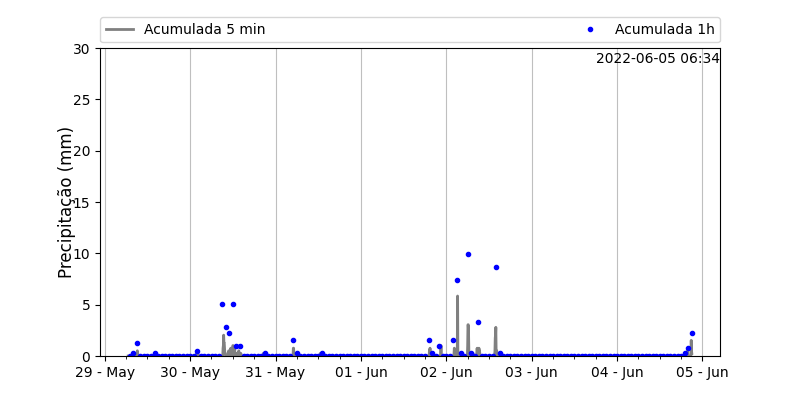 Acumulada 5 min
Acumulada 1h
2022-06-05 06:34
Precipitação (mm)
30
25
20
15
10
5
0
29 - May
30 - May
31 - May
01 - Jun
02 - Jun
03 - Jun
04 - Jun
05 - Jun